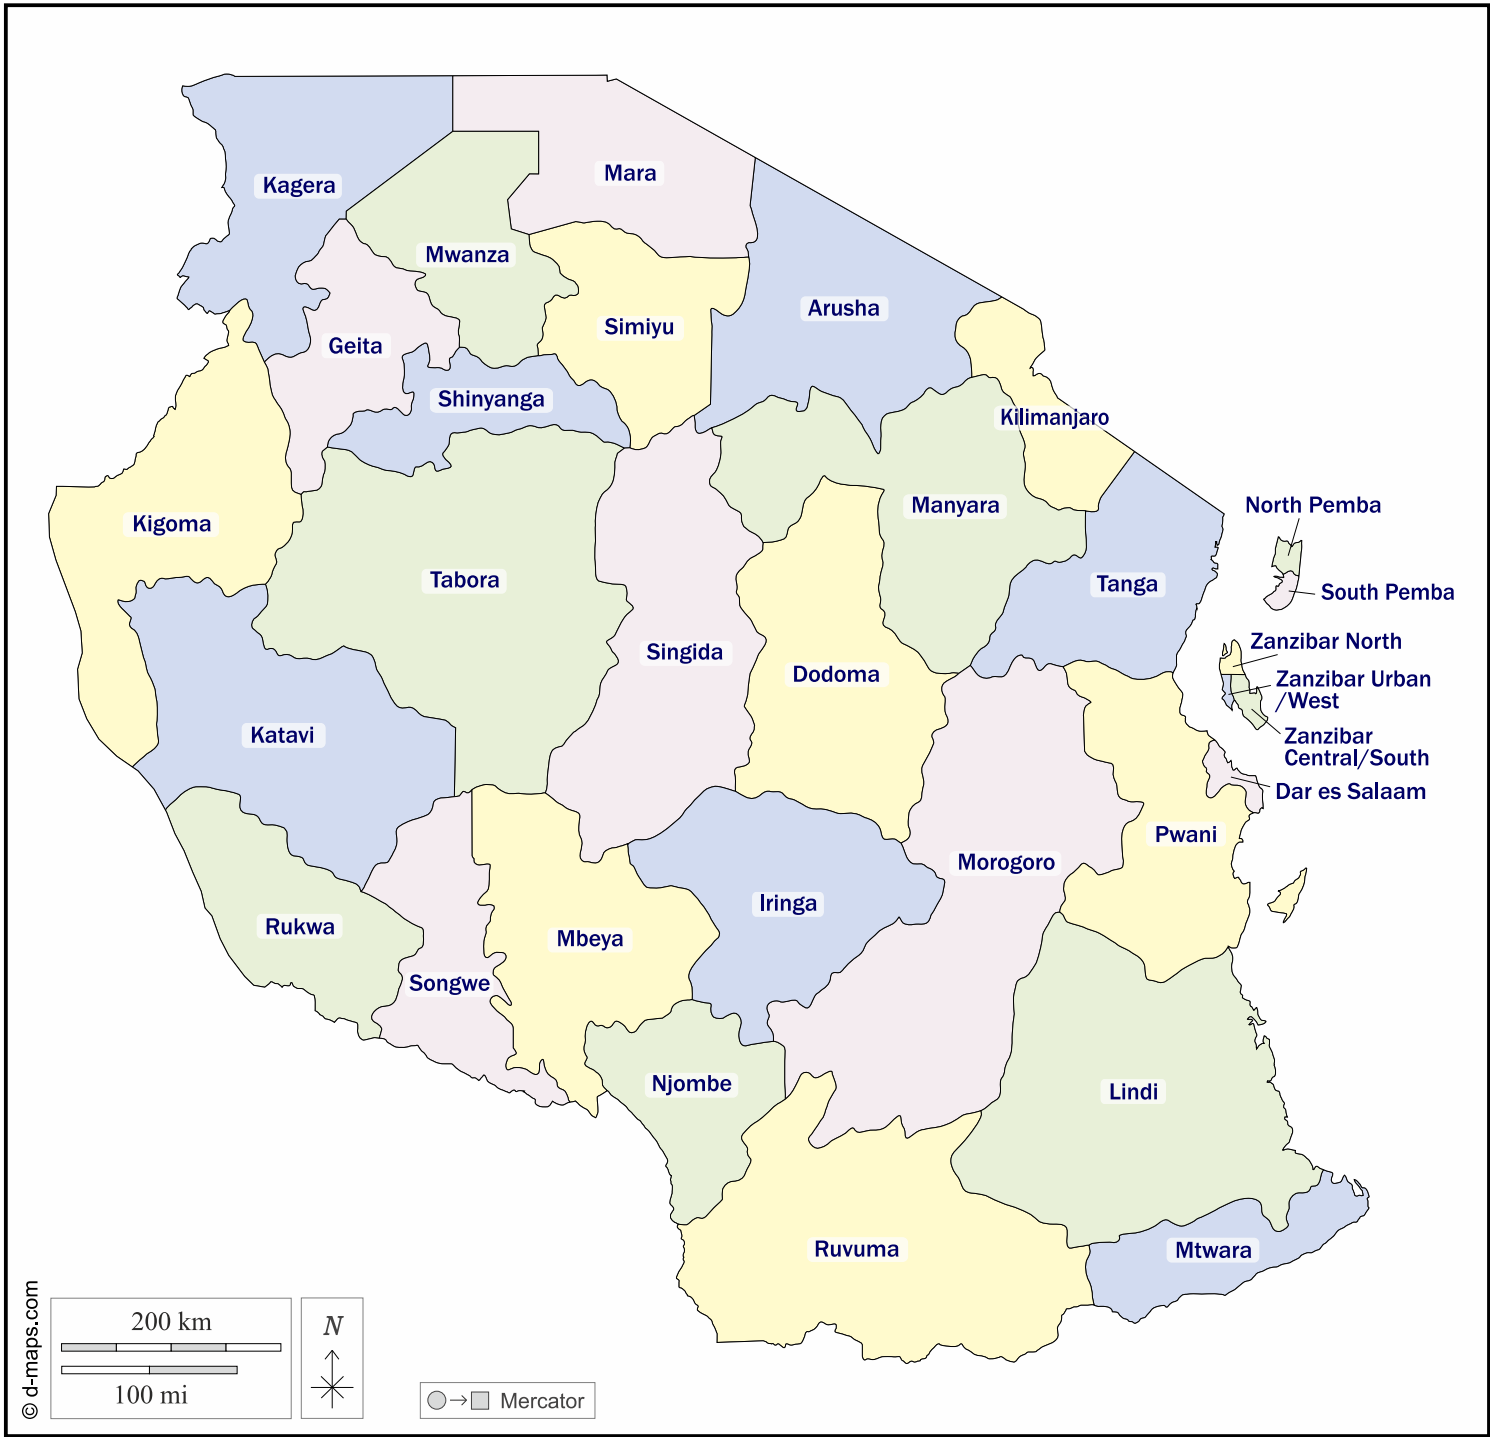 Kagera
Mara
Mwanza
Arusha
Simiyu
Geita
Shinyanga
Kilimanjaro
Manyara
North Pemba
Kigoma
Tabora
Tanga
South Pemba
Zanzibar North
Singida
Dodoma
Zanzibar Urban
/West
Katavi
Zanzibar
Central/South
Dar es Salaam
Pwani
Morogoro
Iringa
Rukwa
Mbeya
Songwe
Njombe
Lindi
Ruvuma
Mtwara
200 km
100 mi
N
Mercator
© d-maps.com